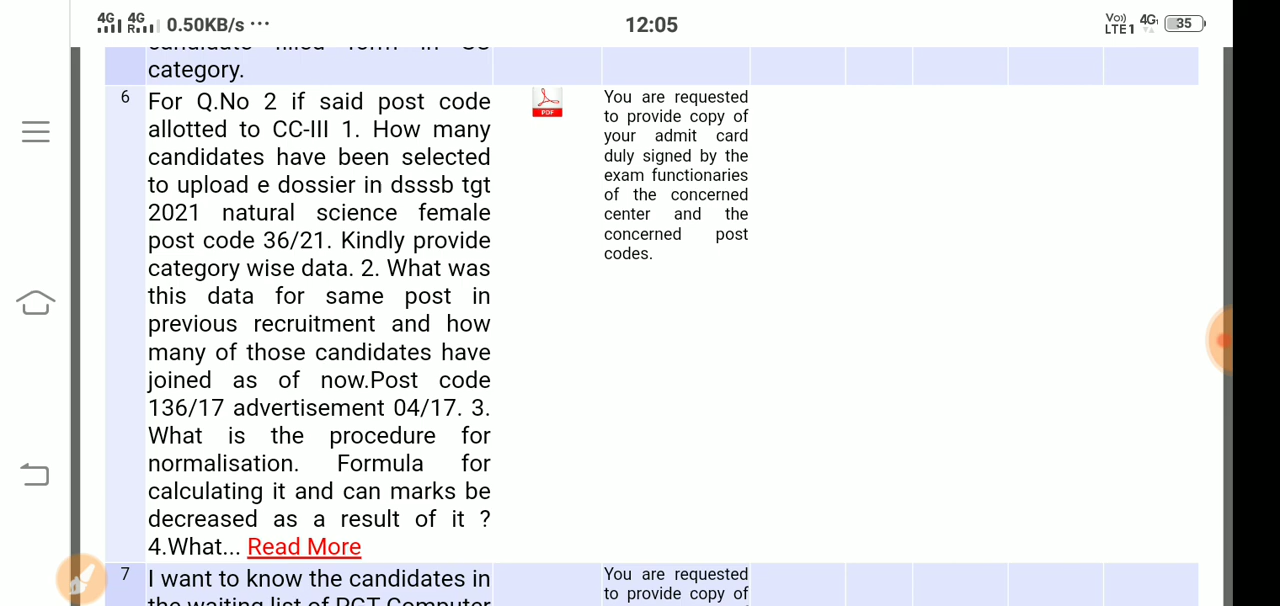 4G 4G R 0.50KB/s ··· 12:05 Vo)) LTE1 4G 35
category.
6 For Q.No 2 if said post code
allotted to CC-III 1. How many
candidates have been selected
to upload e dossier in dsssb tgt
2021 natural science female
post code 36/21. Kindly provide
category wise data. 2. What was
this data for same post in
previous recruitment and how
many of those candidates have
joined as of now.Post code
136/17 advertisement 04/17. 3.
What is the procedure for
normalisation. Formula for
calculating it and can marks be
decreased as a result of it ?
4.What... Read More
PDF
You are requested
to provide copy of
your admit card
duly signed by the
exam functionaries
of the concerned
center and the
concerned post
codes.
7 I want to know the candidates in
the waiting list of PGT Computer
You are requested
to provide copy of